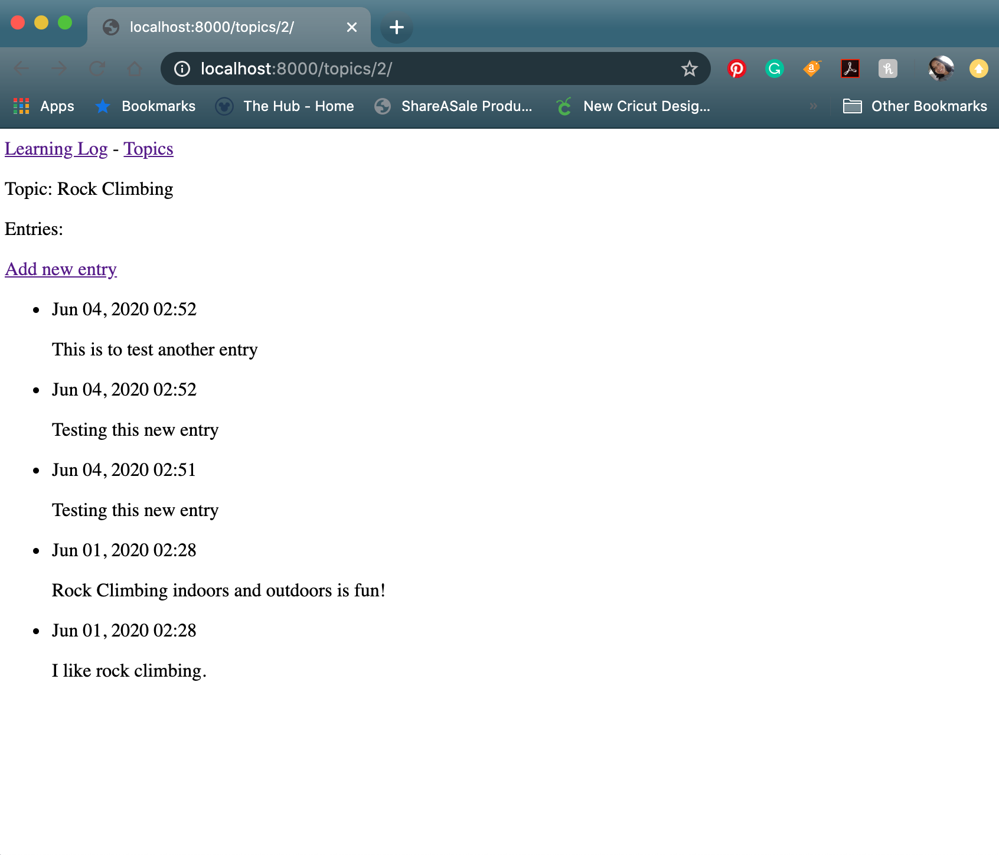 localhost:8000/topics/2/
localhost:8000/topics/2/
Apps Bookmarks The Hub - Home ShareASale Produ... New Cricut Desig... » Other Bookmarks
Learning Log - Topics
Topic: Rock Climbing
Entries:
Add new entry
Jun 04, 2020 02:52
This is to test another entry
Jun 04, 2020 02:52
Testing this new entry
Jun 04, 2020 02:51
Testing this new entry
Jun 01, 2020 02:28
Rock Climbing indoors and outdoors is fun!
Jun 01, 2020 02:28
I like rock climbing.